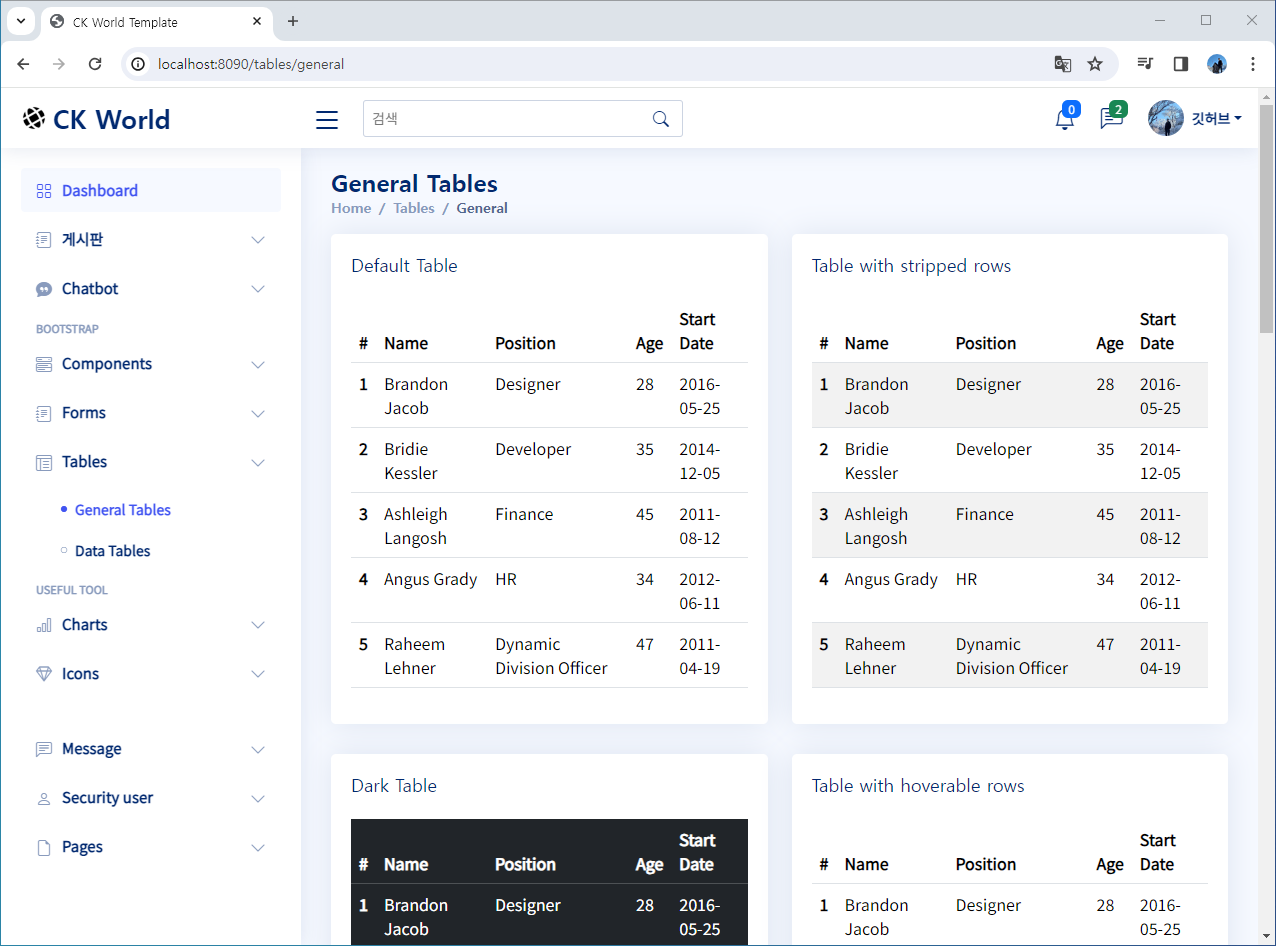 CK World Template
localhost:8090/tables/general
CK World
검색
0
2
깃허브
Dashboard
게시판
Chatbot
BOOTSTRAP
Components
Forms
Tables
General Tables
Data Tables
USEFUL TOOL
Charts
Icons
Message
Security user
Pages
General Tables
Home / Tables / General
Default Table
# Name Position Age Start Date
1 Brandon Jacob Designer 28 2016-05-25
2 Bridie Kessler Developer 35 2014-12-05
3 Ashleigh Langosh Finance 45 2011-08-12
4 Angus Grady HR 34 2012-06-11
5 Raheem Lehner Dynamic Division Officer 47 2011-04-19
Table with stripped rows
# Name Position Age Start Date
1 Brandon Jacob Designer 28 2016-05-25
2 Bridie Kessler Developer 35 2014-12-05
3 Ashleigh Langosh Finance 45 2011-08-12
4 Angus Grady HR 34 2012-06-11
5 Raheem Lehner Dynamic Division Officer 47 2011-04-19
Dark Table
# Name Position Age Start Date
1 Brandon Jacob Designer 28 2016-05-25
Table with hoverable rows
# Name Position Age Start Date
1 Brandon Jacob Designer 28 2016-05-25